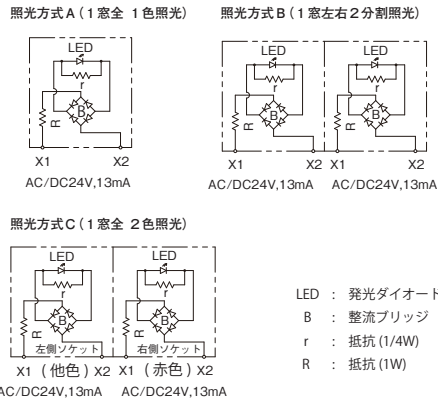 照光方式A(1窓全 1色照光)
LED
r
B
R
X1 X2
AC/DC24V,13mA
照光方式B(1窓左右2分割照光)
LED LED
r r
B B
R R
X1 X2 X1 X2
AC/DC24V,13mA AC/DC24V,13mA
照光方式C(1窓全 2色照光)
LED LED
r r
B B
R R
左側ソケット 右側ソケット
X1 (他色) X2 X1 (赤色) X2
AC/DC24V,13mA AC/DC24V,13mA
LED : 発光ダイオード
B : 整流ブリッジ
r : 抵抗(1/4W)
R : 抵抗(1W)